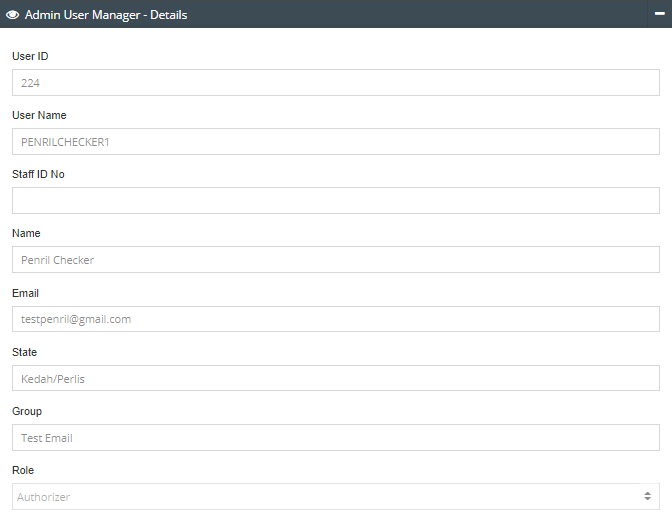 Admin User Manager - Details
User ID
224
User Name
PENRILCHECKER1
Staff ID No
Name
Penril Checker
Email
testpenril@gmail.com
State
Kedah/Perlis
Group
Test Email
Role
Authorizer